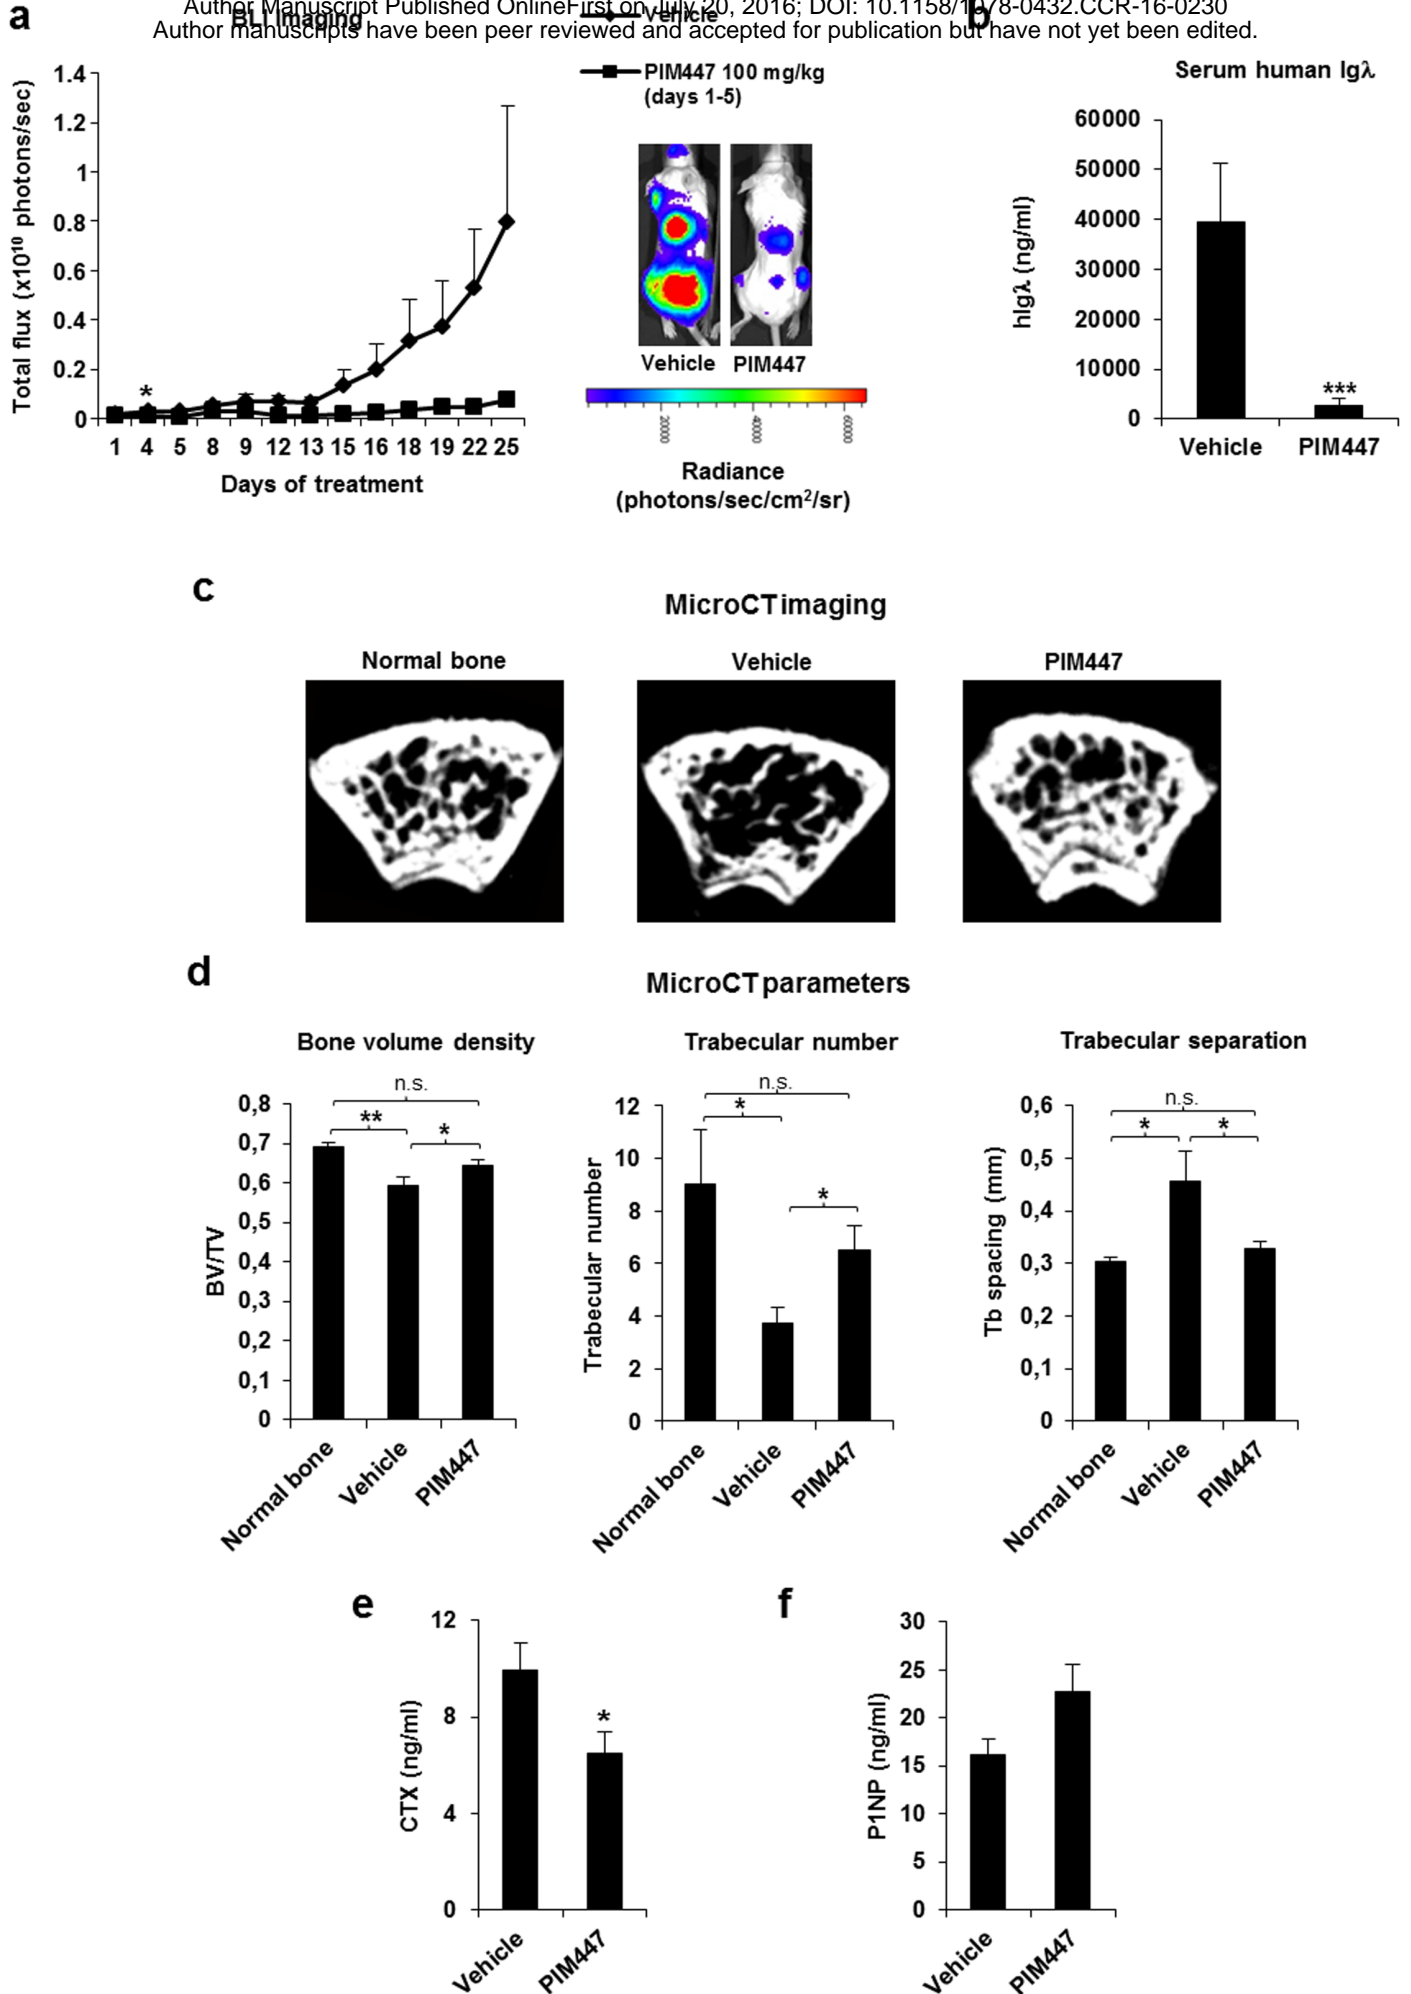 a
Author Manuscript Published OnlineFirst on July 20, 2016; DOI: 10.1158/1078-0432.CCR-16-0230
Author manuscripts have been peer reviewed and accepted for publication but have not yet been edited.
BLI imaging
Vehicle
PIM447 100 mg/kg
(days 1-5)
Total flux (x10¹⁰ photons/sec)
1.4
1.2
1
0.8
0.6
0.4
0.2
0
*
1 4 5 8 9 12 13 15 16 18 19 22 25
Days of treatment
Vehicle PIM447
2000 4000 6000
Radiance
(photons/sec/cm²/sr)
b
Serum human Igλ
hIgλ (ng/ml)
60000
50000
40000
30000
20000
10000
0
***
Vehicle PIM447
c
MicroCT imaging
Normal bone Vehicle PIM447
d
MicroCT parameters
Bone volume density
n.s.
** *
BV/TV
0,8
0,7
0,6
0,5
0,4
0,3
0,2
0,1
0
Normal bone
Vehicle
PIM447
Trabecular number
n.s.
*
*
Trabecular number
12
10
8
6
4
2
0
Normal bone
Vehicle
PIM447
Trabecular separation
n.s.
* *
Tb spacing (mm)
0,6
0,5
0,4
0,3
0,2
0,1
0
Normal bone
Vehicle
PIM447
e
CTX (ng/ml)
12
8
4
0
*
Vehicle
PIM447
f
P1NP (ng/ml)
30
25
20
15
10
5
0
Vehicle
PIM447